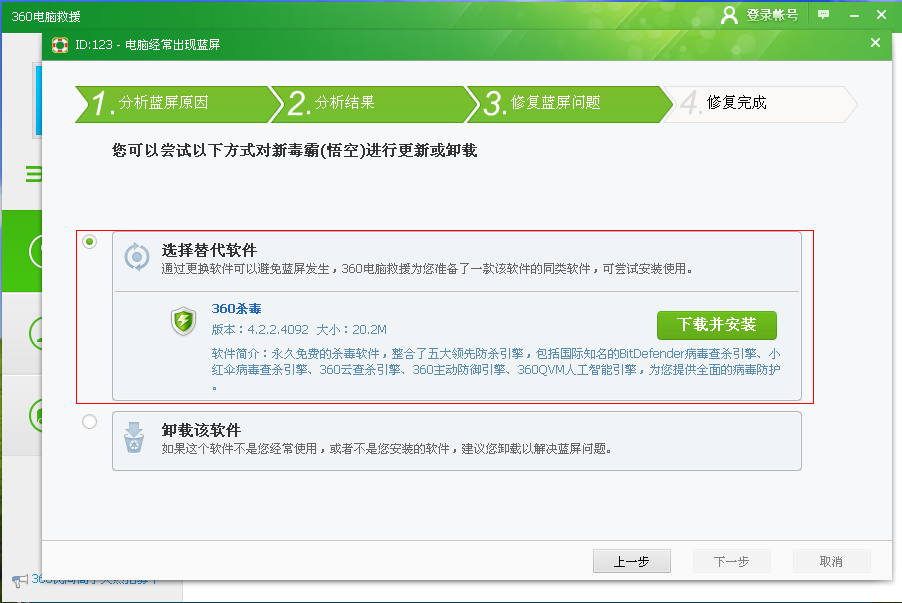 360电脑救援
登录帐号
ID:123 - 电脑经常出现蓝屏
1. 分析蓝屏原因
2. 分析结果
3. 修复蓝屏问题
4. 修复完成
您可以尝试以下方式对新毒霸(悟空)进行更新或卸载
选择替代软件
通过更换软件可以避免蓝屏发生，360电脑救援为您准备了一款该软件的同类软件，可尝试安装使用。
360杀毒
版本：4.2.2.4092 大小：20.2M
下载并安装
软件简介：永久免费的杀毒软件，整合了五大领先防杀引擎，包括国际知名的BitDefender病毒查杀引擎、小
红伞病毒查杀引擎、360云查杀引擎、360主动防御引擎、360QVM人工智能引擎，为您提供全面的病毒防护
。
卸载该软件
如果这个软件不是您经常使用，或者不是您安装的软件，建议您卸载以解决蓝屏问题。
上一步
下一步
取消